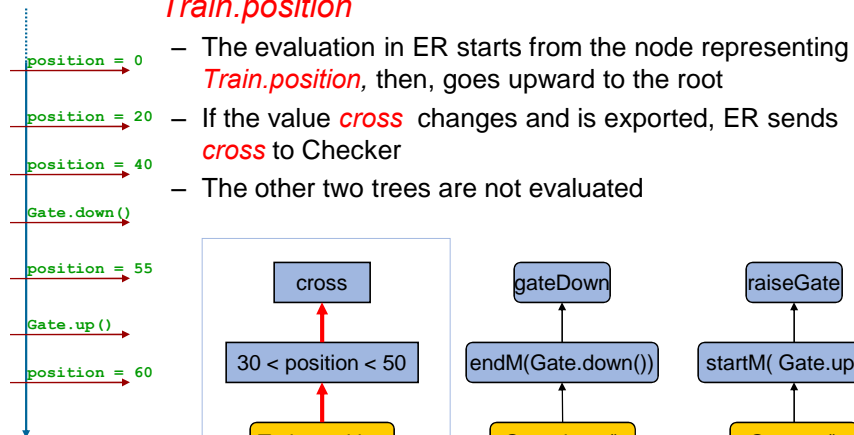 Train.position
– The evaluation in ER starts from the node representing
Train.position, then, goes upward to the root
– If the value cross changes and is exported, ER sends
cross to Checker
– The other two trees are not evaluated
position = 0
position = 20
position = 40
Gate.down()
position = 55
Gate.up()
position = 60
cross
gateDown
raiseGate
30 < position < 50
endM(Gate.down())
startM( Gate.up